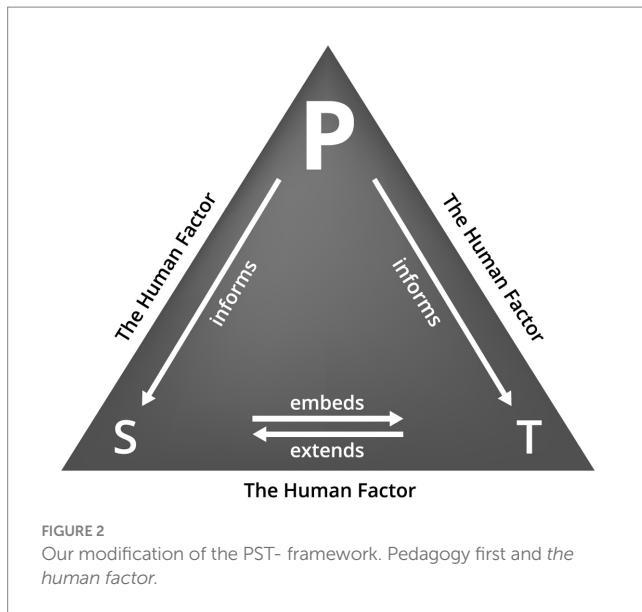 P
The Human Factor
The Human Factor
informs
informs
embeds
S
T
extends
The Human Factor
FIGURE 2
Our modification of the PST- framework. Pedagogy first and the
human factor.